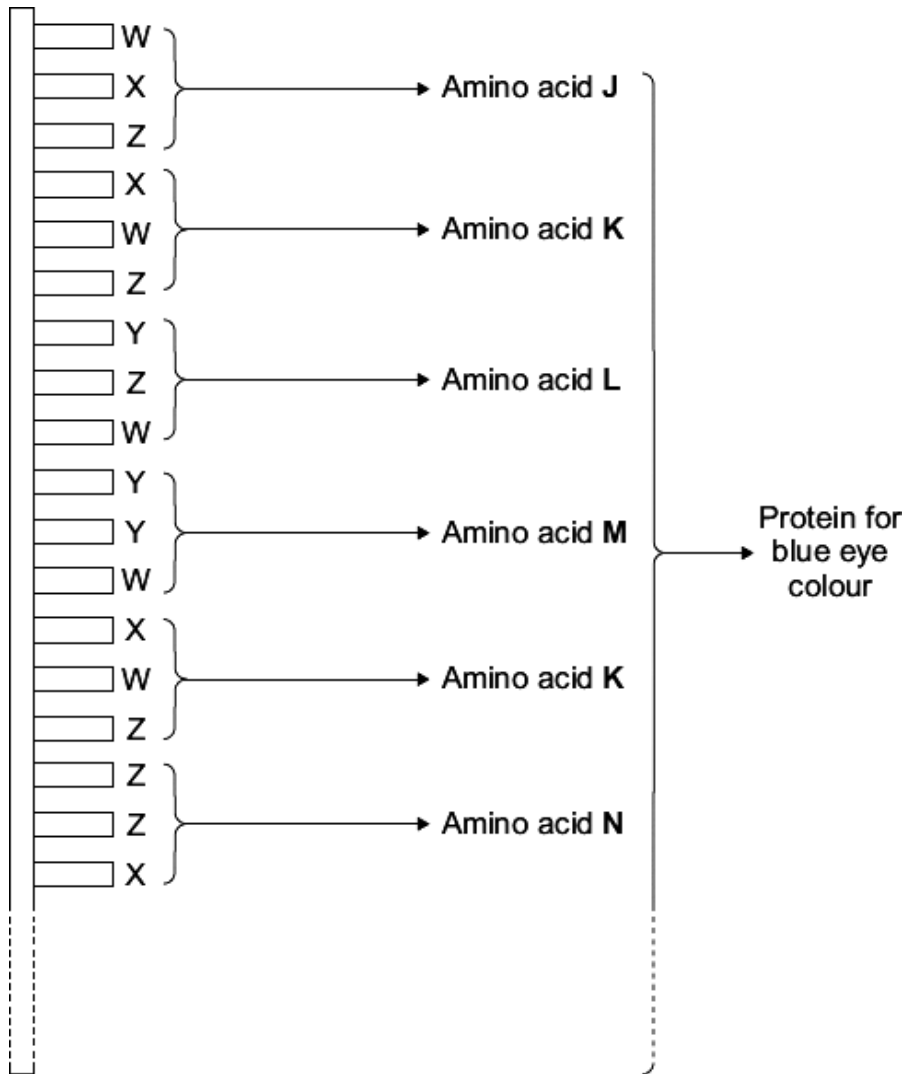 W
X Amino acid J
Z
X
W Amino acid K
Z
Y
Z Amino acid L
W
Y
Y Amino acid M
W
Protein for
blue eye
colour
X
W Amino acid K
Z
Z
Z Amino acid N
X